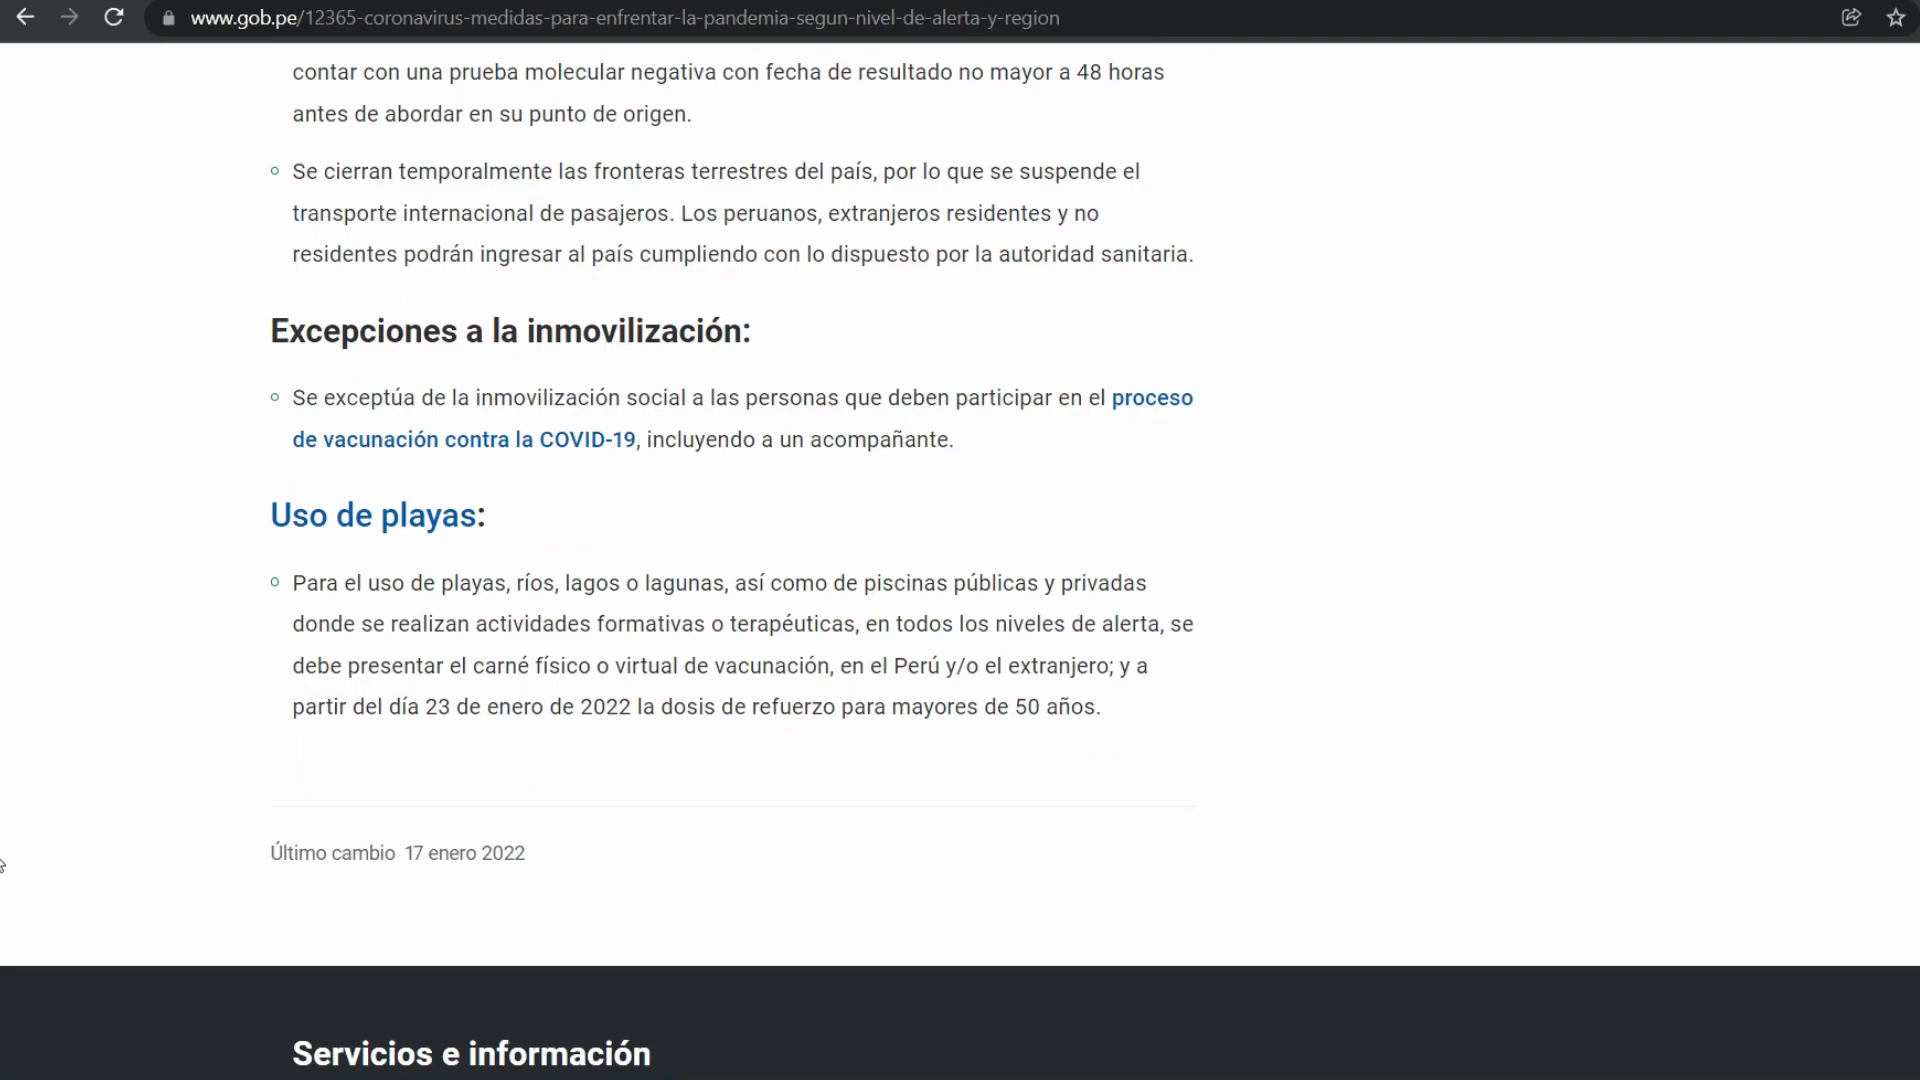 www.gob.pe/12365-coronavirus-medidas-para-enfrentar-la-pandemia-segun-nivel-de-alerta-y-region
contar con una prueba molecular negativa con fecha de resultado no mayor a 48 horas
antes de abordar en su punto de origen.
Se cierran temporalmente las fronteras terrestres del país, por lo que se suspende el
transporte internacional de pasajeros. Los peruanos, extranjeros residentes y no
residentes podrán ingresar al país cumpliendo con lo dispuesto por la autoridad sanitaria.
Excepciones a la inmovilización:
Se exceptúa de la inmovilización social a las personas que deben participar en el proceso
de vacunación contra la COVID-19, incluyendo a un acompañante.
Uso de playas:
Para el uso de playas, ríos, lagos o lagunas, así como de piscinas públicas y privadas
donde se realizan actividades formativas o terapéuticas, en todos los niveles de alerta, se
debe presentar el carné físico o virtual de vacunación, en el Perú y/o el extranjero; y a
partir del día 23 de enero de 2022 la dosis de refuerzo para mayores de 50 años.
Último cambio 17 enero 2022
Servicios e información